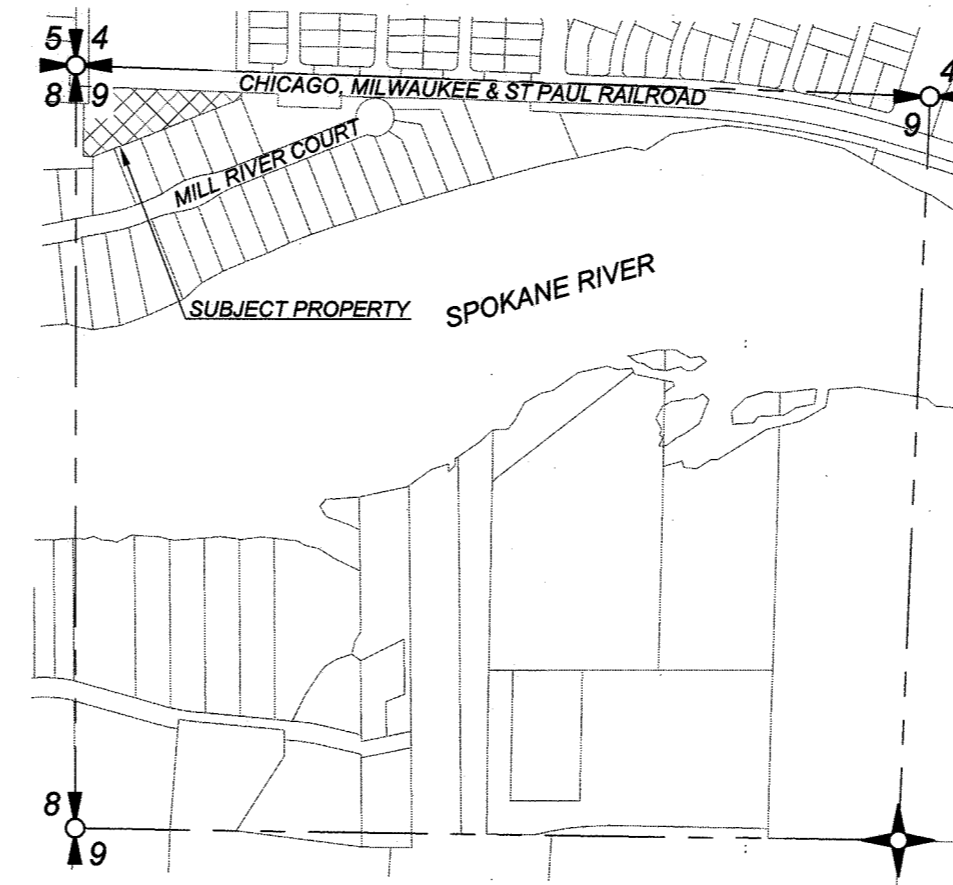 5 4
8 9
CHICAGO, MILWAUKEE & ST PAUL RAILROAD
4
9
MILL RIVER COURT
SUBJECT PROPERTY
SPOKANE RIVER
8
9